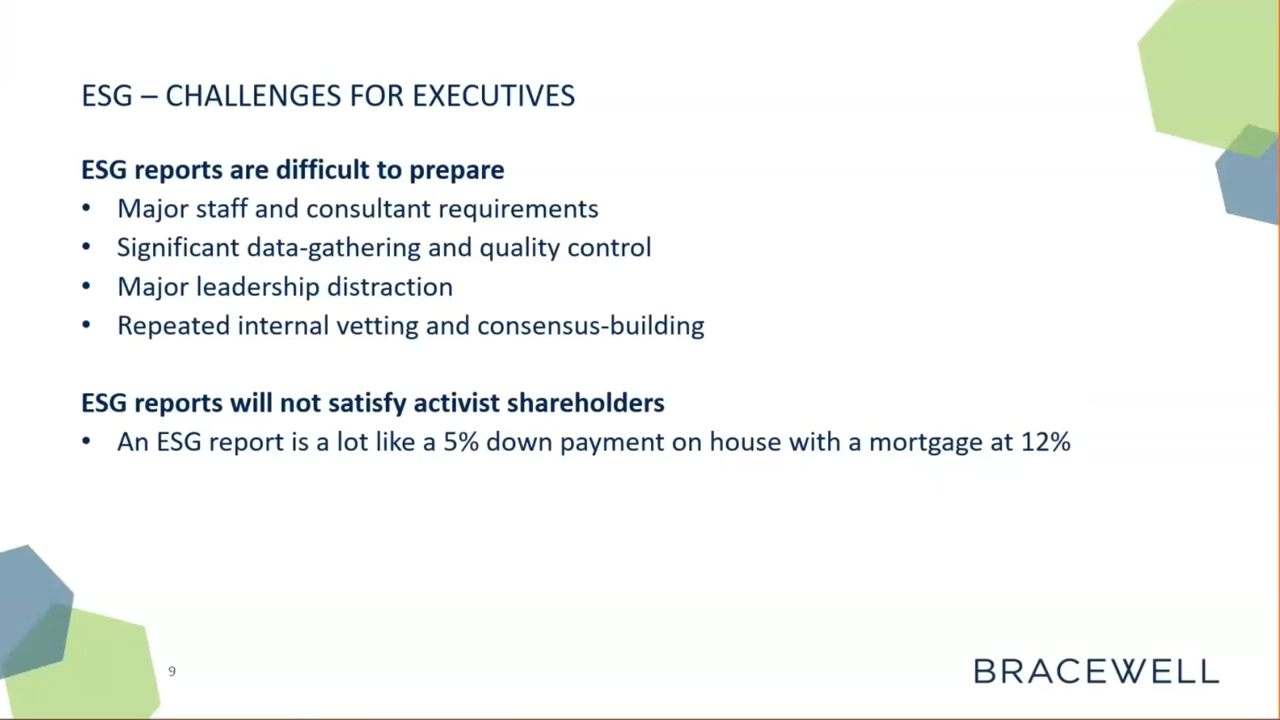 ESG – CHALLENGES FOR EXECUTIVES
ESG reports are difficult to prepare
• Major staff and consultant requirements
• Significant data-gathering and quality control
• Major leadership distraction
• Repeated internal vetting and consensus-building
ESG reports will not satisfy activist shareholders
• An ESG report is a lot like a 5% down payment on house with a mortgage at 12%
9
BRACEWELL